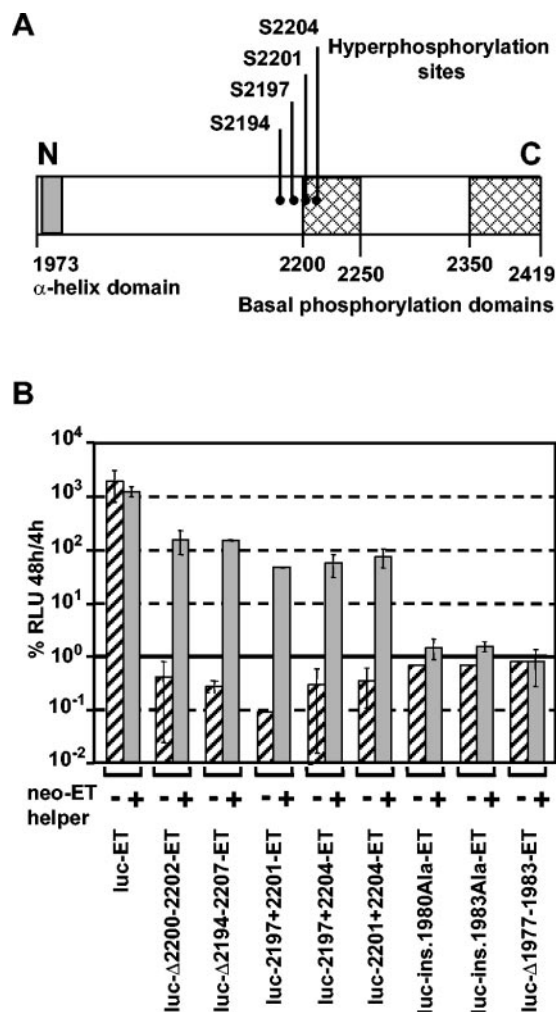 A
S2204
S2201
S2197
S2194
Hyperphosphorylation
sites
N
C
1973
α-helix domain
2200
2250
2350
2419
Basal phosphorylation domains
B
% RLU 48h/4h
10⁴
10³
10²
10¹
10⁰
10⁻¹
10⁻²
neo-ET
helper
- + - + - + - + - + - + - + - +
luc-ET
luc-Δ2200-2202-ET
luc-Δ2194-2207-ET
luc-2197+2201-ET
luc-2197+2204-ET
luc-2201+2204-ET
luc-ins.1980Ala-ET
luc-ins.1983Ala-ET
luc-Δ1977-1983-ET